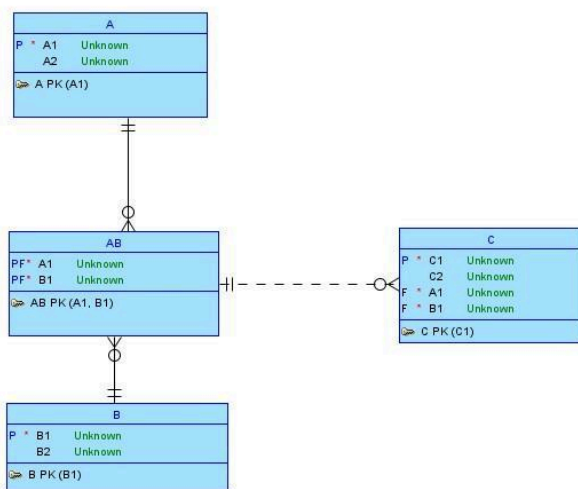 A
P * A1 Unknown
A2 Unknown
A PK (A1)
AB
PF* A1 Unknown
PF* B1 Unknown
AB PK (A1, B1)
C
P * C1 Unknown
C2 Unknown
F * A1 Unknown
F * B1 Unknown
C PK (C1)
B
P * B1 Unknown
B2 Unknown
B PK (B1)